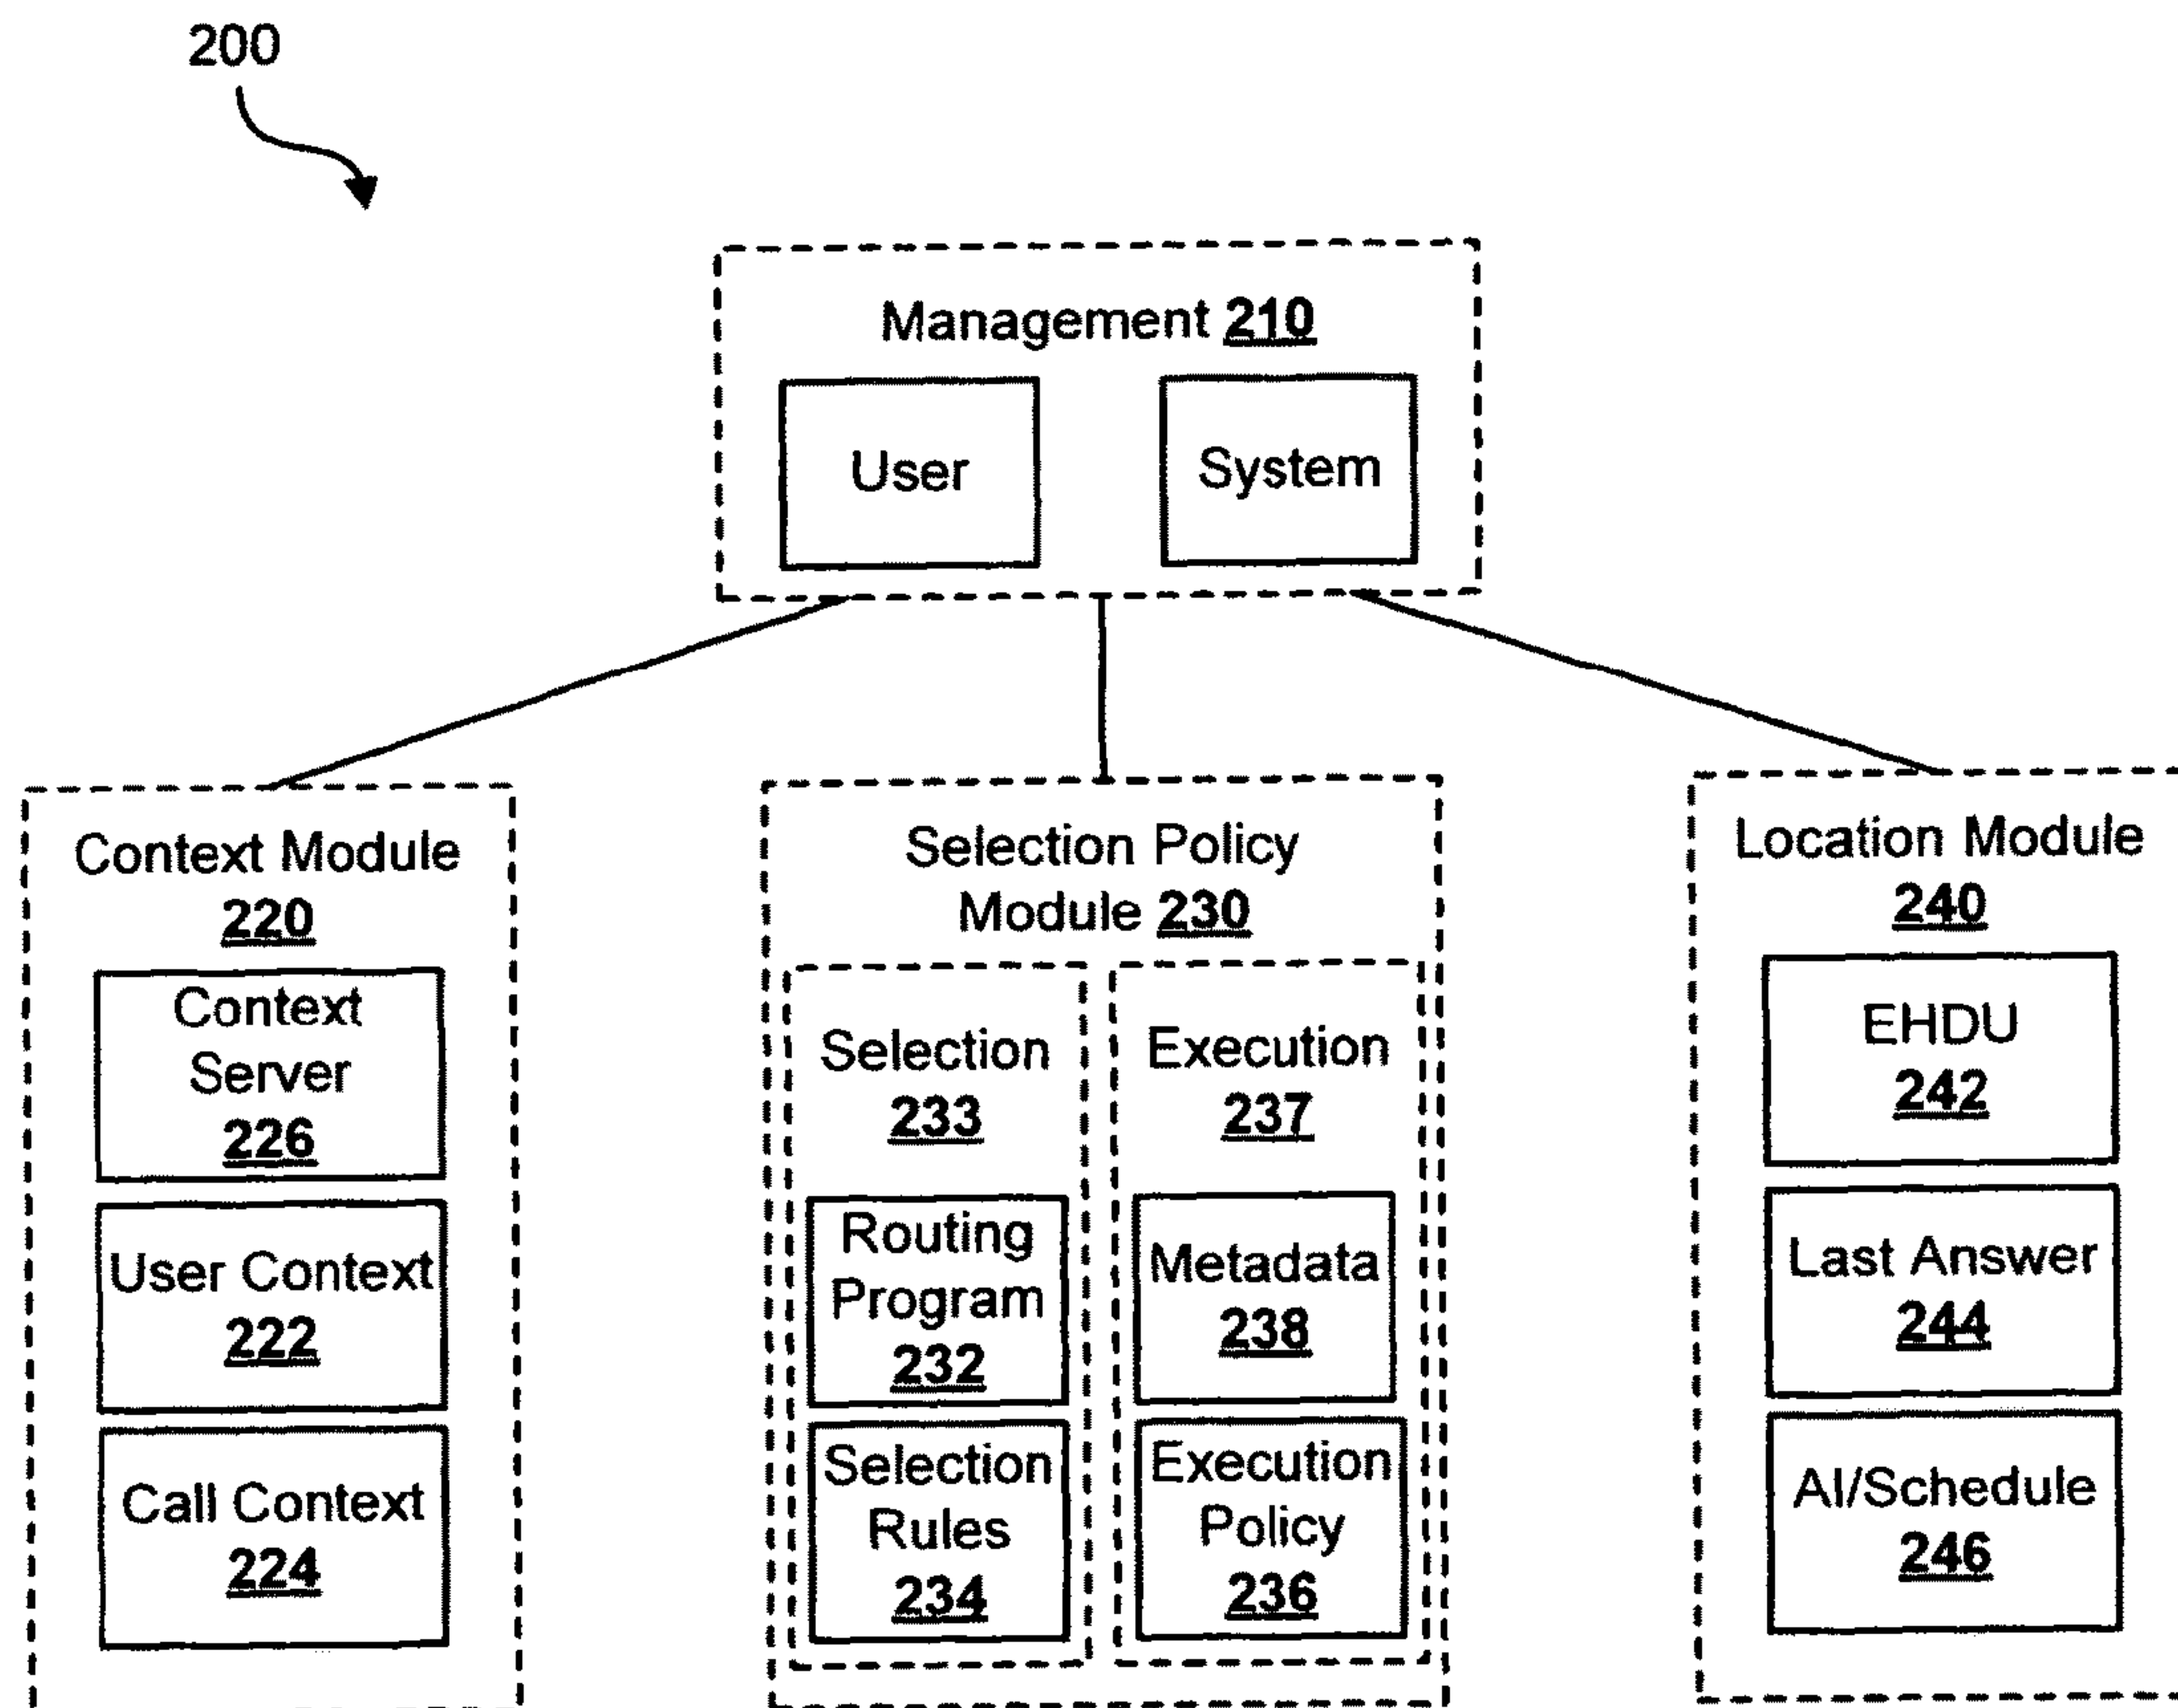 200
Management 210
User
System
Context Module
220
Context
Server
226
User Context
222
Call Context
224
Selection Policy
Module 230
Selection
233
Routing
Program
232
Selection
Rules
234
Execution
237
Metadata
238
Execution
Policy
236
Location Module
240
EHDU
242
Last Answer
244
AI/Schedule
246